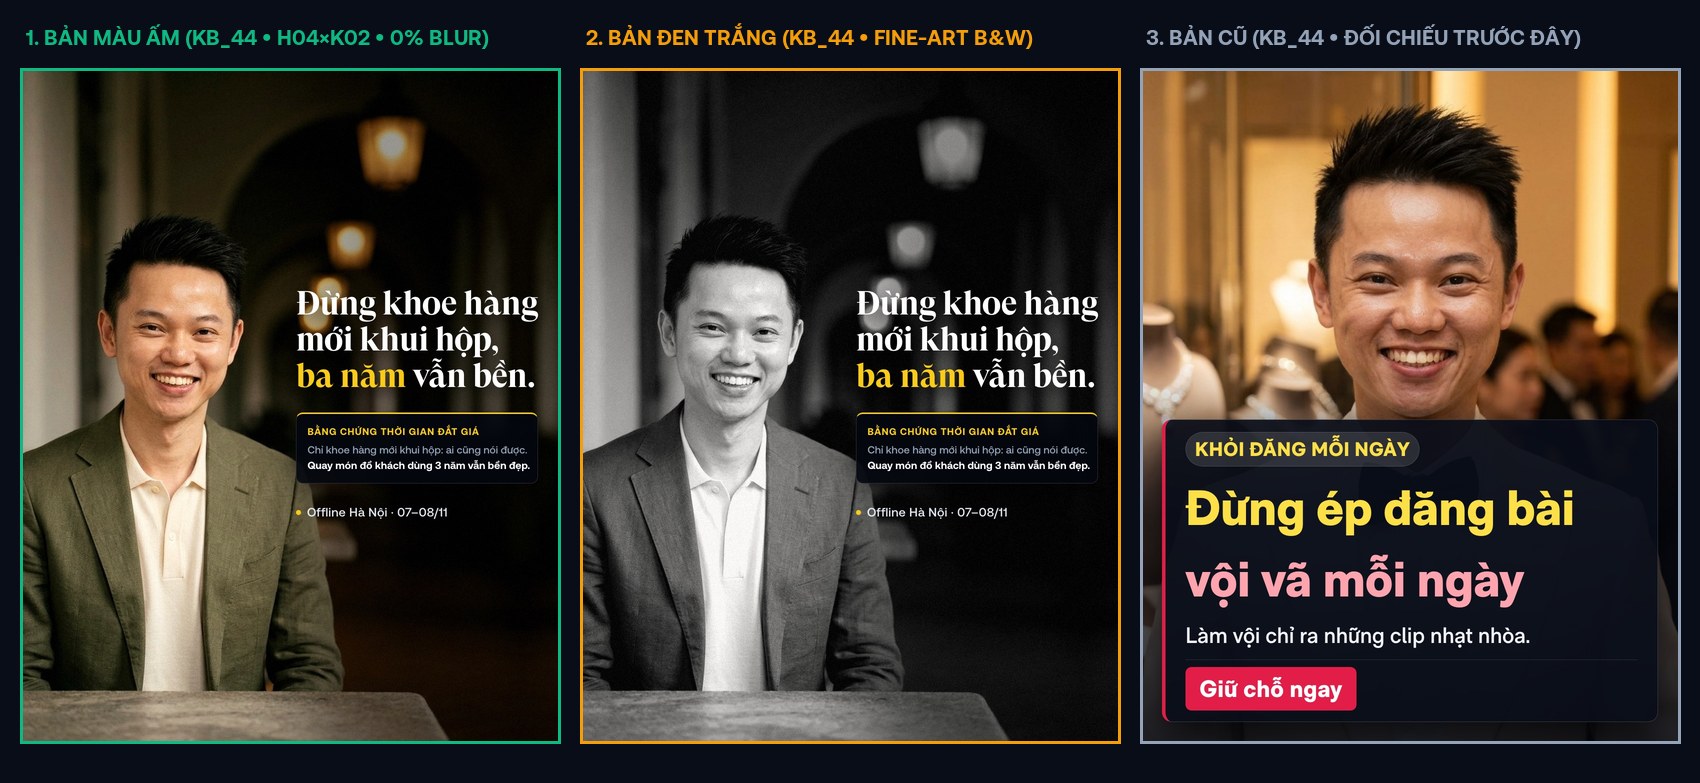 1. BẢN MÀU ẤM (KB_44 • H04×K02 • 0% BLUR)
Đừng khoe hàng
mới khui hộp,
ba năm vẫn bền.
BẰNG CHỨNG THỜI GIAN ĐẮT GIÁ
Chỉ khoe hàng mới khui hộp: ai cũng nói được.
Quay món đồ khách dùng 3 năm vẫn bền đẹp.
• Offline Hà Nội · 07–08/11
2. BẢN ĐEN TRẮNG (KB_44 • FINE-ART B&W)
Đừng khoe hàng
mới khui hộp,
ba năm vẫn bền.
BẰNG CHỨNG THỜI GIAN ĐẮT GIÁ
Chỉ khoe hàng mới khui hộp: ai cũng nói được.
Quay món đồ khách dùng 3 năm vẫn bền đẹp.
• Offline Hà Nội · 07–08/11
3. BẢN CŨ (KB_44 • ĐỐI CHIẾU TRƯỚC ĐÂY)
KHỎI ĐĂNG MỖI NGÀY
Đừng ép đăng bài
vội vã mỗi ngày
Làm vội chỉ ra những clip nhạt nhòa.
Giữ chỗ ngay